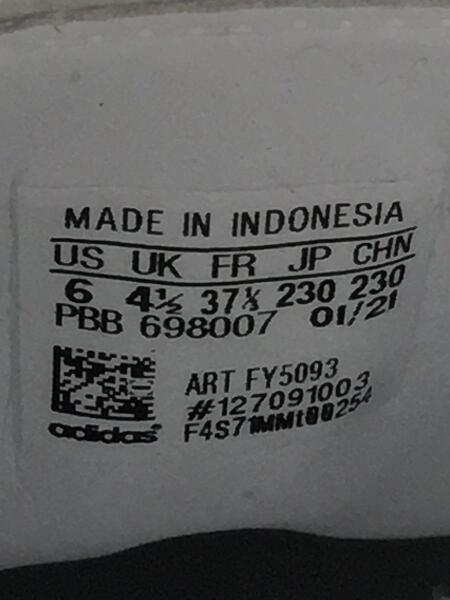 MADE IN INDONESIA
US UK FR JP CHN
6 4½ 37⅓ 230 230
PBB 698007 01/21
ART FY5093
#127091003
adidas F4S71MMt00254